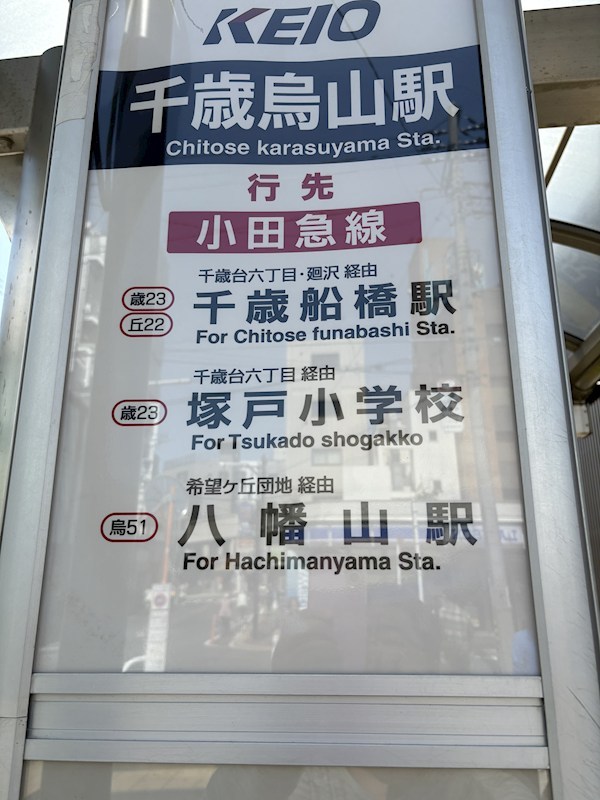 KEIO
千歳烏山駅
Chitose karasuyama Sta.
行先
小田急線
千歳台六丁目・廻沢 経由
歳23
丘22
千歳船橋駅
For Chitose funabashi Sta.
千歳台六丁目 経由
歳23
塚戸小学校
For Tsukado shogakko
希望ケ丘団地 経由
烏51
八幡山駅
For Hachimanyama Sta.